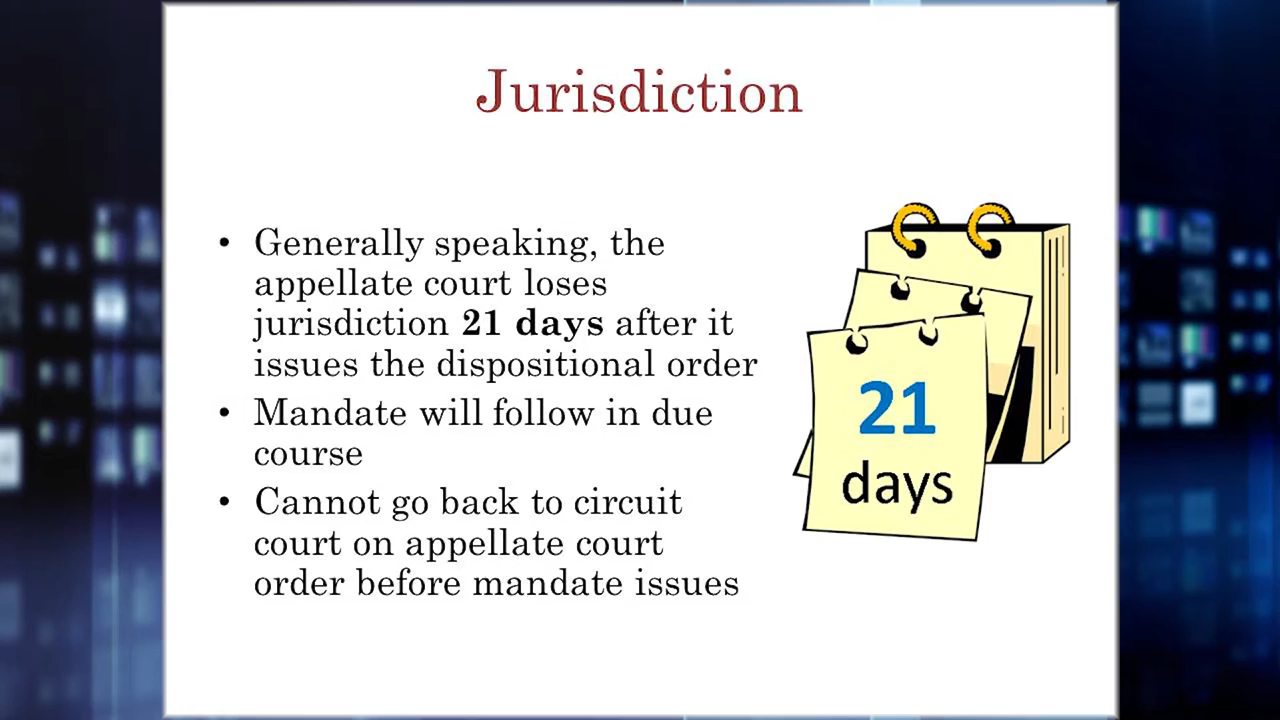 Jurisdiction
• Generally speaking, the
appellate court loses
jurisdiction 21 days after it
issues the dispositional order
• Mandate will follow in due
course
• Cannot go back to circuit
court on appellate court
order before mandate issues
21
days